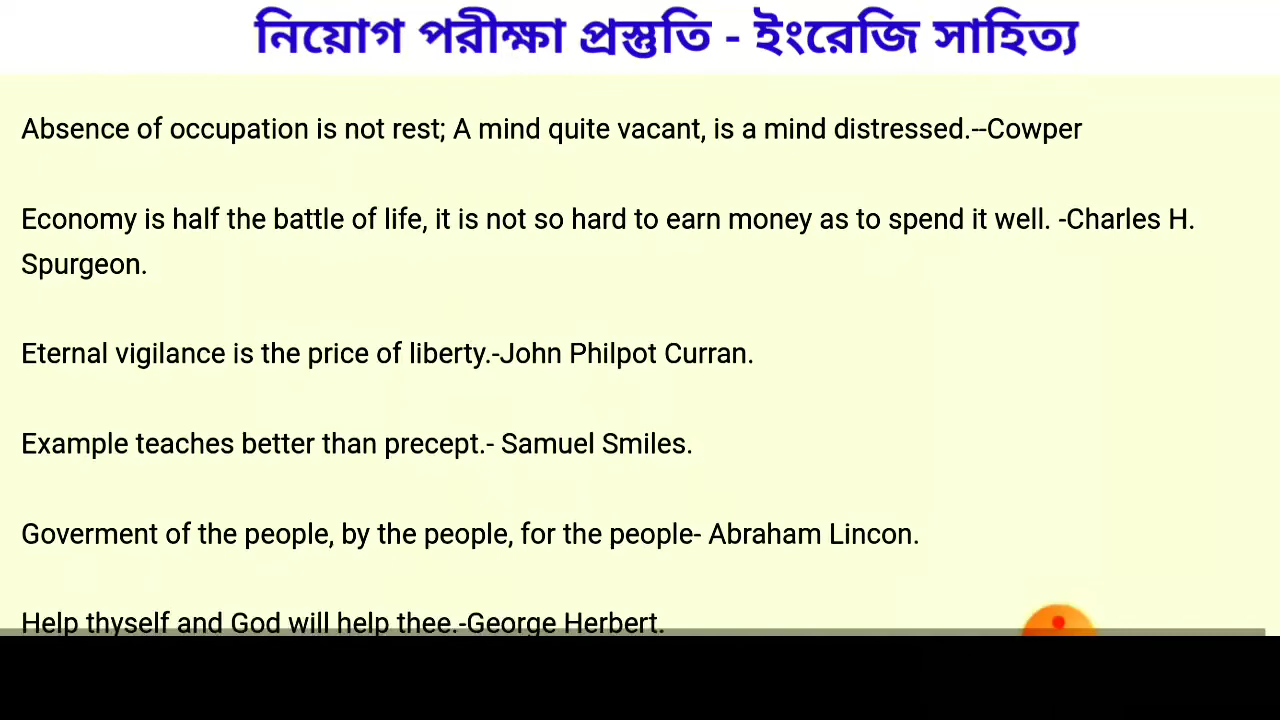 নিয়োগ পরীক্ষা প্রস্তুতি - ইংরেজি সাহিত্য
Absence of occupation is not rest; A mind quite vacant, is a mind distressed.--Cowper
Economy is half the battle of life, it is not so hard to earn money as to spend it well. -Charles H.
Spurgeon.
Eternal vigilance is the price of liberty.-John Philpot Curran.
Example teaches better than precept.- Samuel Smiles.
Goverment of the people, by the people, for the people- Abraham Lincon.
Help thyself and God will help thee.-George Herbert.